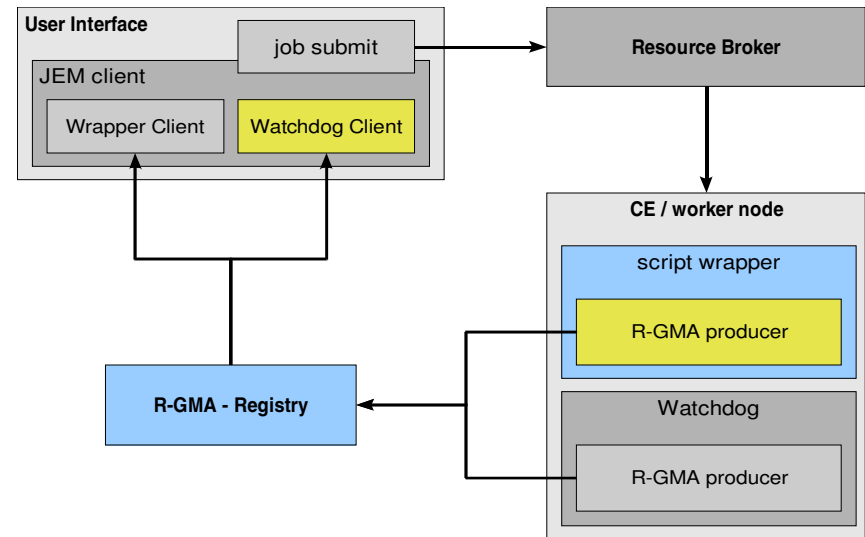 User Interface
job submit
Resource Broker
JEM client
Wrapper Client
Watchdog Client
CE / worker node
script wrapper
R-GMA producer
R-GMA - Registry
Watchdog
R-GMA producer